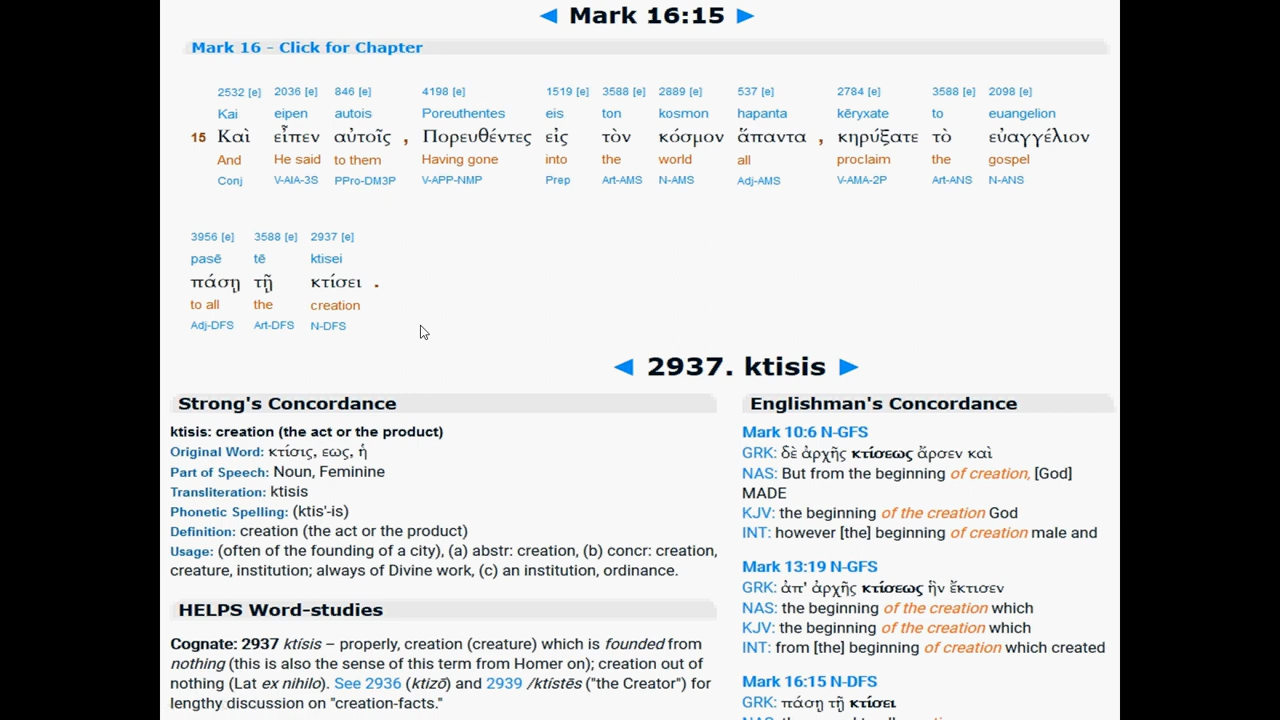 ◄ Mark 16:15 ►
Mark 16 - Click for Chapter
2532 [e] 2036 [e] 846 [e] 4198 [e] 1519 [e] 3588 [e] 2889 [e] 537 [e] 2784 [e] 3588 [e] 2098 [e]
Kai eipen autois Poreuthentes eis ton kosmon hapanta kēryxate to euangelion
15 Καὶ εἶπεν αὐτοῖς , Πορευθέντες εἰς τὸν κόσμον ἅπαντα , κηρύξατε τὸ εὐαγγέλιον
And He said to them Having gone into the world all proclaim the gospel
Conj V-AIA-3S PPro-DM3P V-APP-NMP Prep Art-AMS N-AMS Adj-AMS V-AMA-2P Art-ANS N-ANS
3956 [e] 3588 [e] 2937 [e]
pasē tē ktisei
πάσῃ τῇ κτίσει .
to all the creation
Adj-DFS Art-DFS N-DFS
◄ 2937. ktisis ►
Strong's Concordance
ktisis: creation (the act or the product)
Original Word: κτίσις, εως, ἡ
Part of Speech: Noun, Feminine
Transliteration: ktisis
Phonetic Spelling: (ktis'-is)
Definition: creation (the act or the product)
Usage: (often of the founding of a city), (a) abstr: creation, (b) concr: creation,
creature, institution; always of Divine work, (c) an institution, ordinance.
HELPS Word-studies
Cognate: 2937 ktísis – properly, creation (creature) which is founded from
nothing (this is also the sense of this term from Homer on); creation out of
nothing (Lat ex nihilo). See 2936 (ktizō) and 2939 /ktístēs ("the Creator") for
lengthy discussion on "creation-facts."
Englishman's Concordance
Mark 10:6 N-GFS
GRK: δὲ ἀρχῆς κτίσεως ἄρσεν καὶ
NAS: But from the beginning of creation, [God]
MADE
KJV: the beginning of the creation God
INT: however [the] beginning of creation male and
Mark 13:19 N-GFS
GRK: ἀπ' ἀρχῆς κτίσεως ἣν ἔκτισεν
NAS: the beginning of the creation which
KJV: the beginning of the creation which
INT: from [the] beginning of creation which created
Mark 16:15 N-DFS
GRK: πάσῃ τῇ κτίσει